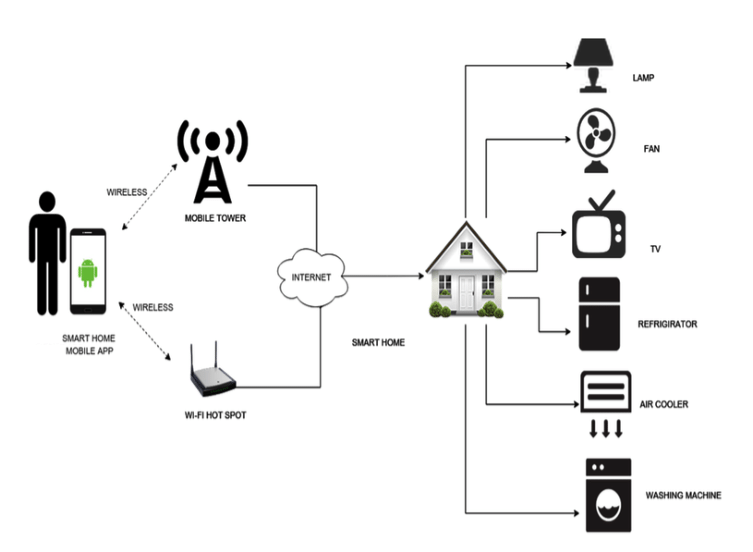 LAMP
FAN
WIRELESS
MOBILE TOWER
TV
INTERNET
WIRELESS
REFRIGIRATOR
SMART HOME
MOBILE APP
SMART HOME
AIR COOLER
WI-FI HOT SPOT
WASHING MACHINE